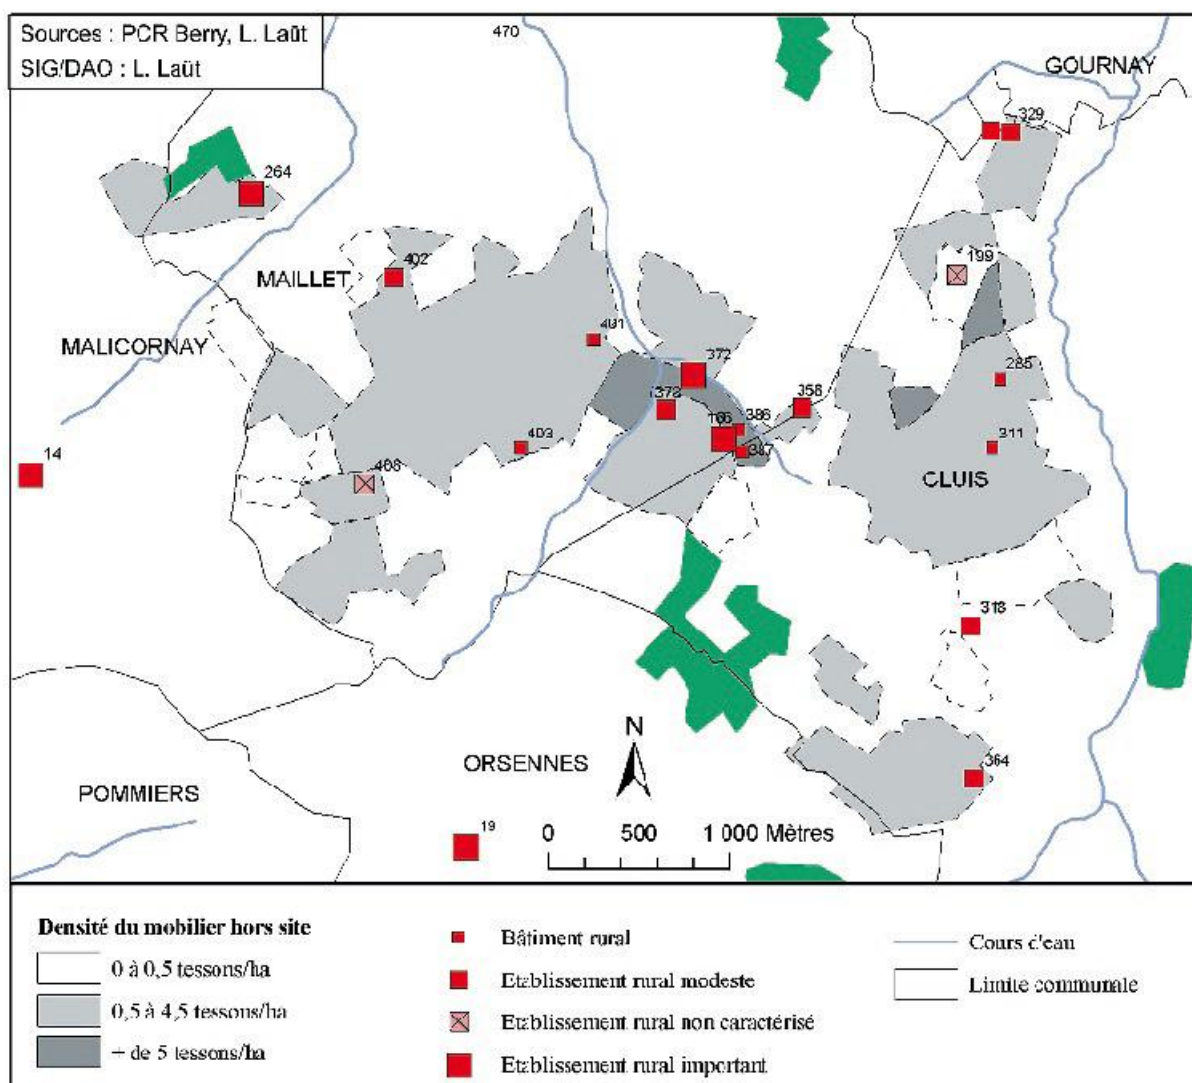 Sources : PCR Berry, L. Laüt
SIG/DAO : L. Laüt
470
GOURNAY
329
264
199
402
MAILLET
401
MALICORNAY
372
285
378
358
386
166
403
387
311
14
408
CLUIS
318
N
ORSENNES
364
POMMIERS
19
0 500 1 000 Mètres
Densité du mobilier hors site
0 à 0,5 tessons/ha
0,5 à 4,5 tessons/ha
+ de 5 tessons/ha
Bâtiment rural
Etablissement rural modeste
Etablissement rural non caractérisé
Etablissement rural important
Cours d'eau
Limite communale